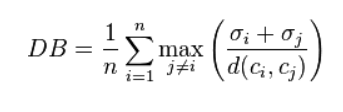 DB = \frac{1}{n} \sum_{i=1}^{n} \max_{j \neq i} \left( \frac{\sigma_i + \sigma_j}{d(c_i, c_j)} \right)